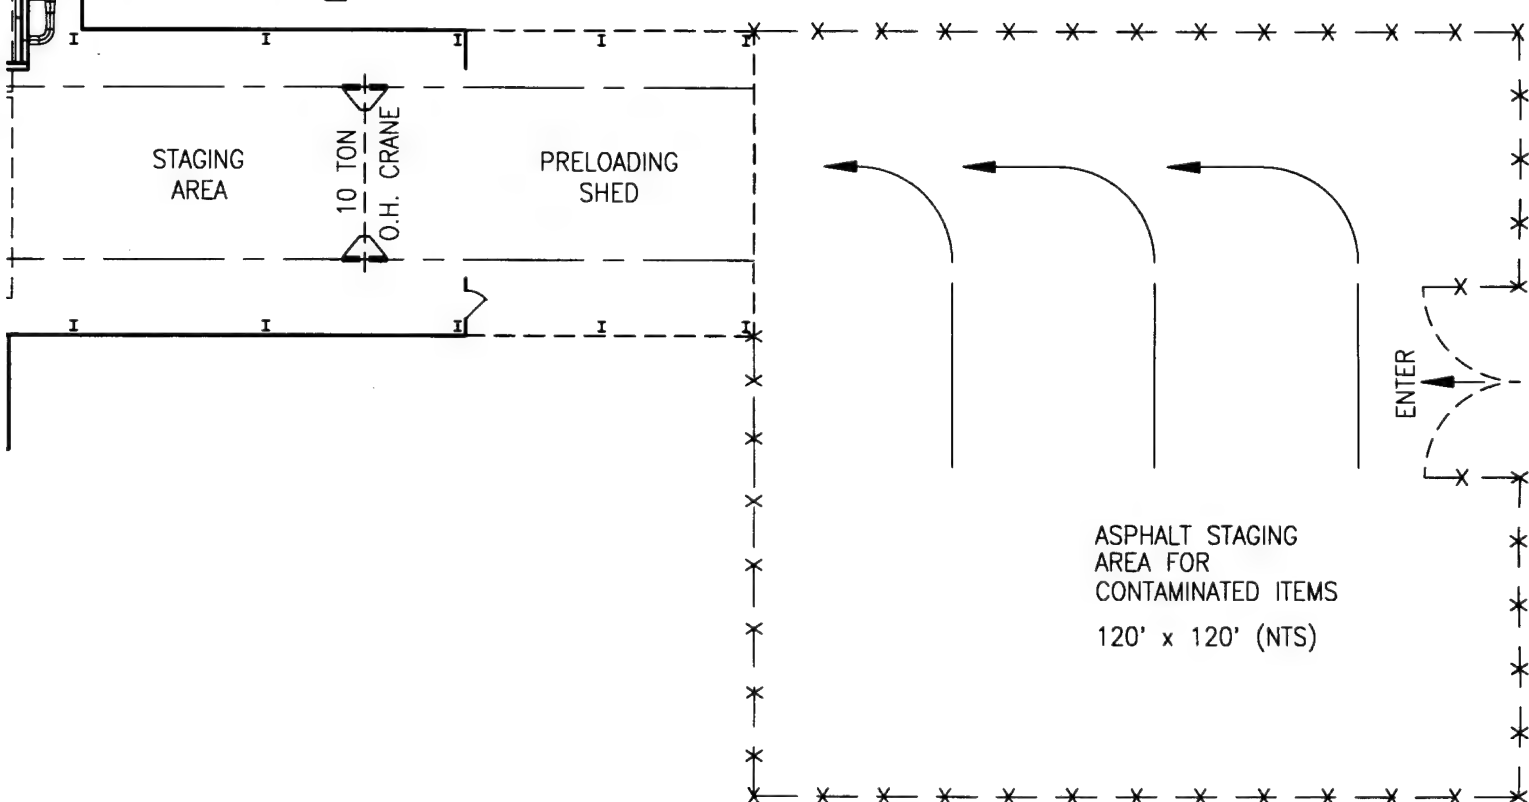 STAGING
AREA
10 TON
O.H. CRANE
PRELOADING
SHED
ENTER
ASPHALT STAGING
AREA FOR
CONTAMINATED ITEMS
120' x 120' (NTS)